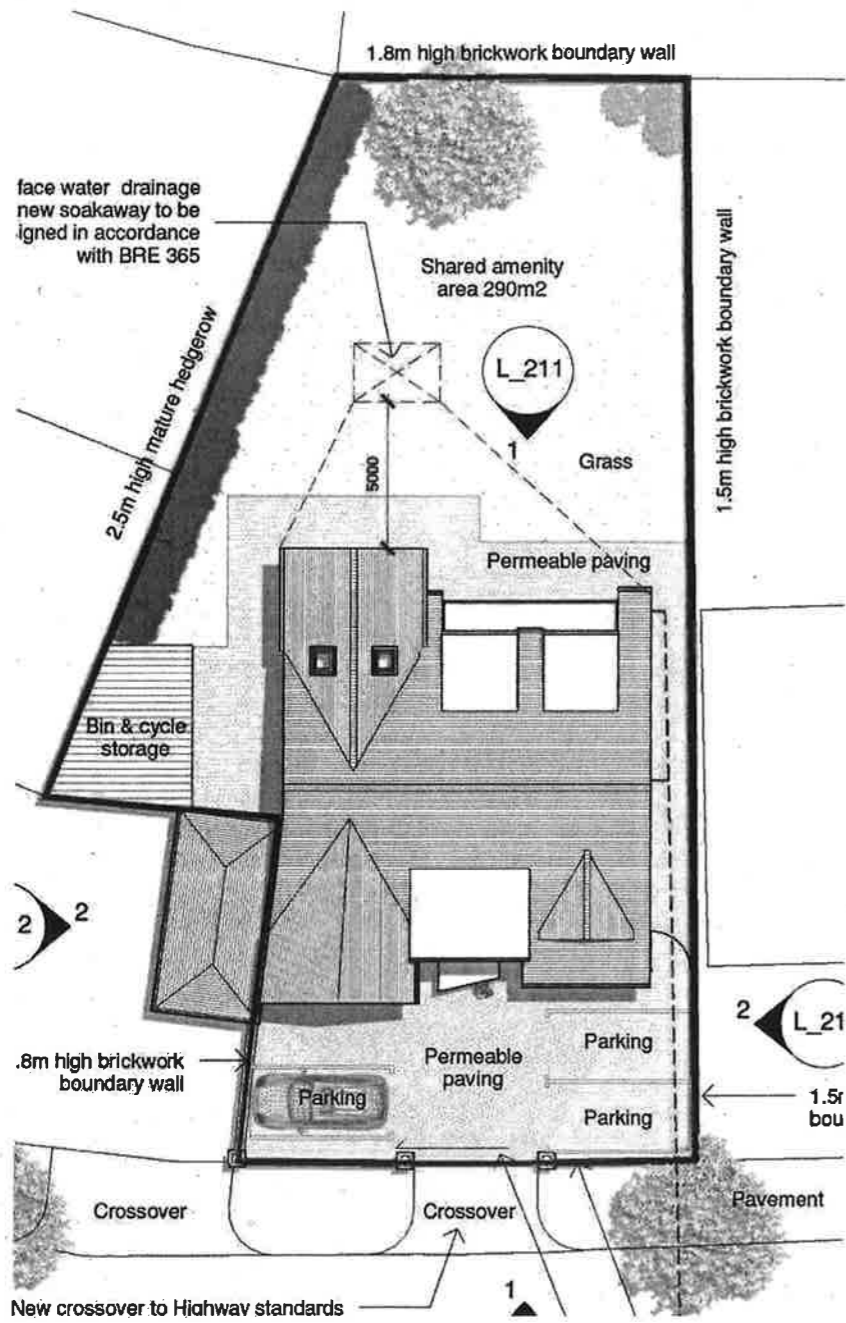 1.8m high brickwork boundary wall
face water drainage
new soakaway to be
igned in accordance
with BRE 365
Shared amenity
area 290m2
1.5m high brickwork boundary wall
L_211
1
2.5m high mature hedgerow
5000
Grass
Permeable paving
Bin & cycle
storage
2
2
2
L_21
.8m high brickwork
boundary wall
Parking
Permeable
paving
Parking
Parking
1.5r
bou
Crossover
Crossover
Pavement
New crossover to Highway standards
1